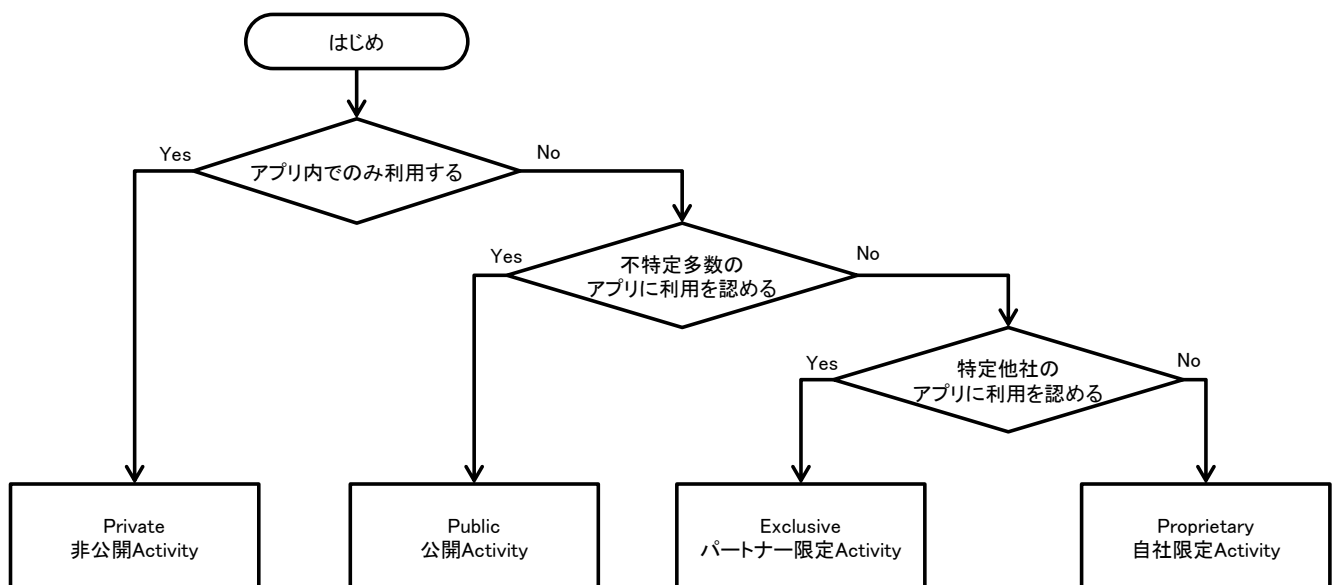 はじめ
Yes
アプリ内でのみ利用する
No
Yes
不特定多数の
アプリに利用を認める
No
Yes
特定他社の
アプリに利用を認める
No
Private
非公開Activity
Public
公開Activity
Exclusive
パートナー限定Activity
Proprietary
自社限定Activity